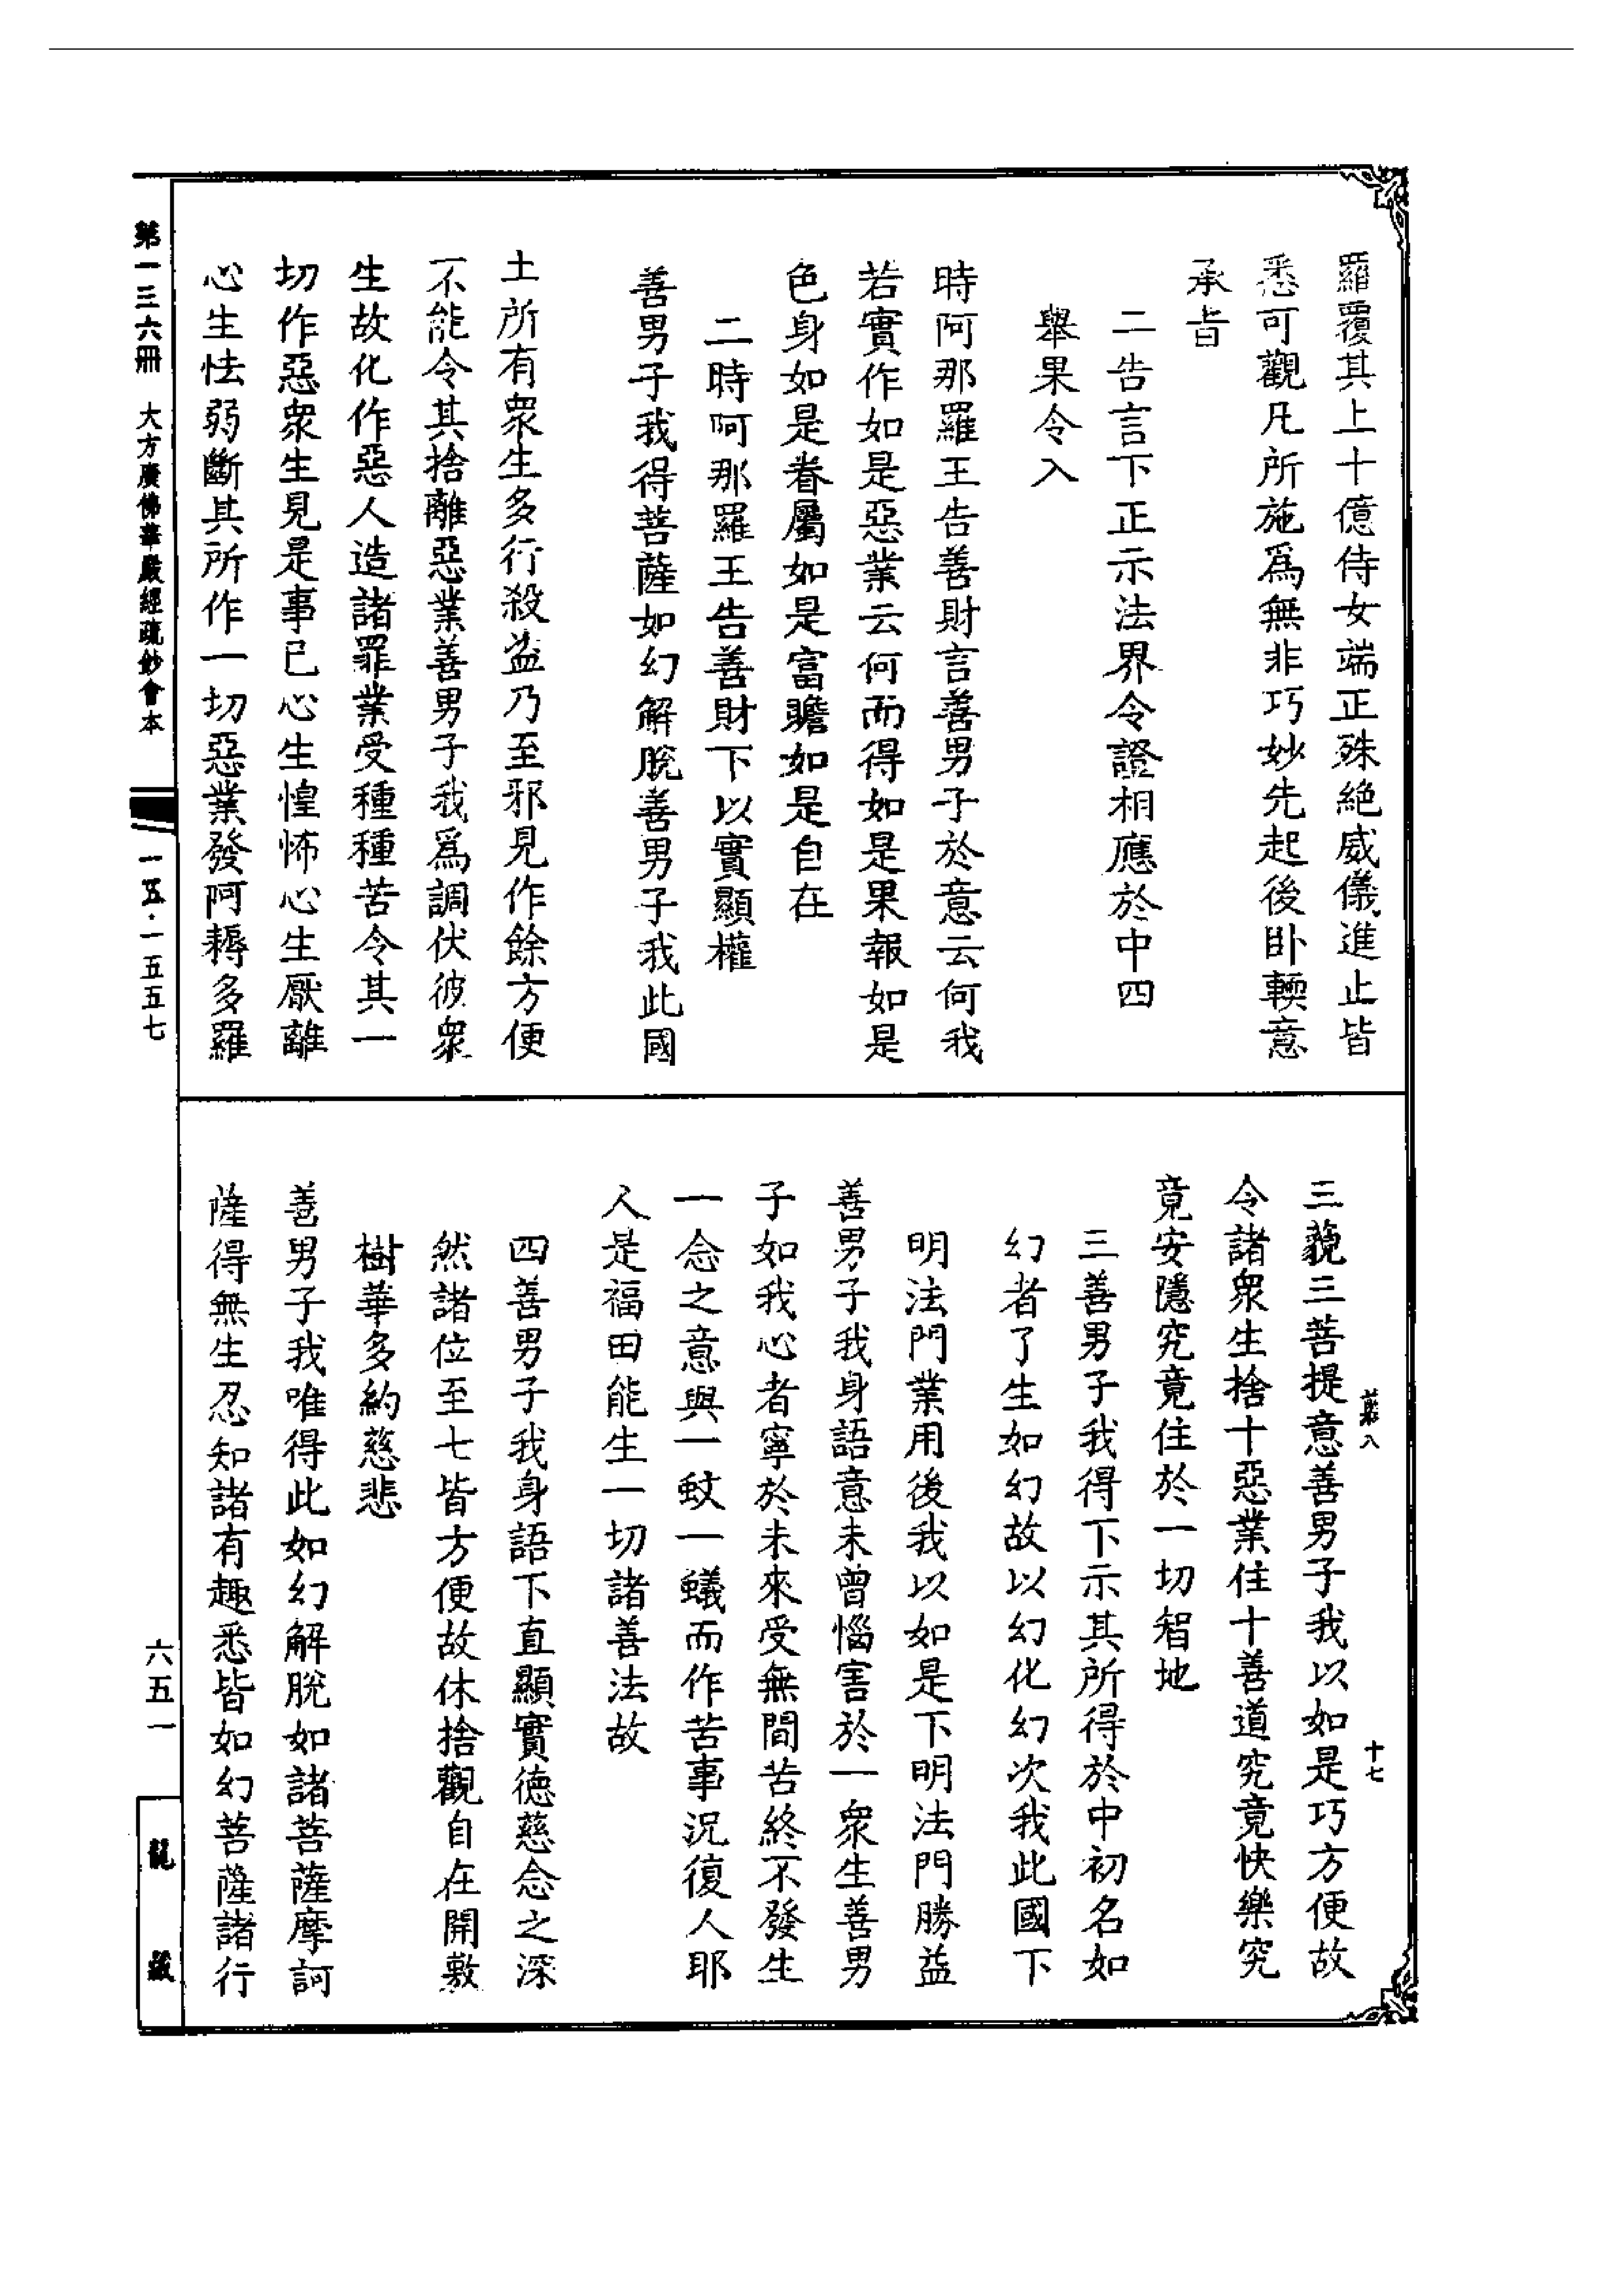 羅覆其上十億侍女端正殊絶威儀進止皆
悉可觀凡所施爲無非巧妙先起後卧輭意
承旨
二告言下正示法界令證相應於中四
舉果令入
時阿那羅王告善財言善男子於意云何我
若實作如是惡業云何而得如是果報如是
色身如是眷屬如是富贍如是自在
二時阿那羅王告善財下以實顯權
善男子我得菩薩如幻解脫善男子我此國
土所有衆生多行殺盜乃至邪見作餘方便
不能令其捨離惡業善男子我爲調伏彼衆
生故化作惡人造諸罪業受種種苦令其一
切作惡衆生見是事已心生惶怖心生厭離
心生怯弱斷其所作一切惡業發阿耨多羅
三藐三菩提意善男子我以如是巧方便故
令諸衆生捨十惡業住十善道究竟快樂究
竟安隱究竟住於一切智地
三善男子我得下示其所得於中初名如
幻者了生如幻故以幻化幻次我此國下
明法門業用後我以如是下明法門勝益
善男子我身語意未曾惱害於一衆生善男
子如我心者寧於未來受無間苦終不發生
一念之意與一蚊一蟻而作苦事況復人耶
人是福田能生一切諸善法故
四善男子我身語下直顯實德慈念之深
然諸位至七皆方便故休捨觀自在開敷
樹華多約慈悲
善男子我唯得此如幻解脫如諸菩薩摩訶
薩得無生忍知諸有趣悉皆如幻菩薩諸行
十七
第一三六冊　大方廣佛華嚴經疏鈔會本
一五·一五五七
六五一
龍藏